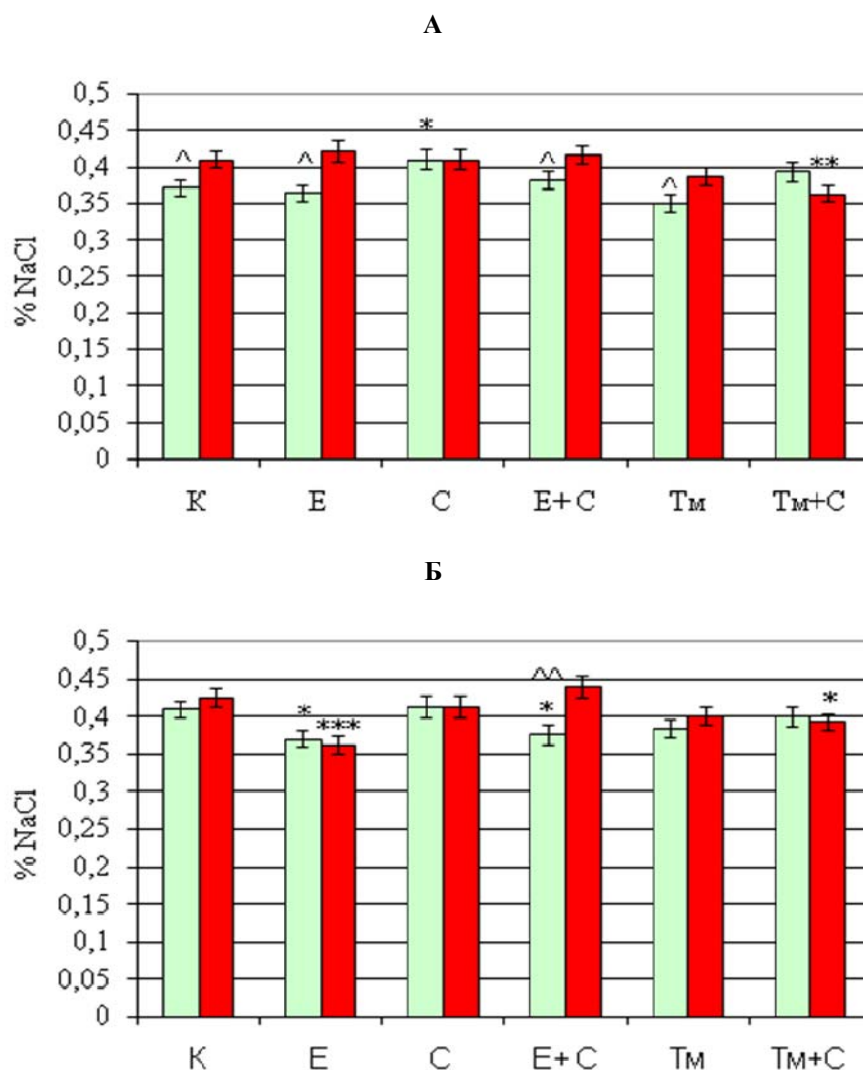 А
0,5
0,45
0,4
0,35
0,3
0,25
0,2
0,15
0,1
0,05
0
% NaCl
^ ^ * ^ ^ **
К Е С Е+С Тм Тм+С
Б
0,5
0,45
0,4
0,35
0,3
0,25
0,2
0,15
0,1
0,05
0
% NaCl
^^
* *** * *
К Е С Е+С Тм Тм+С